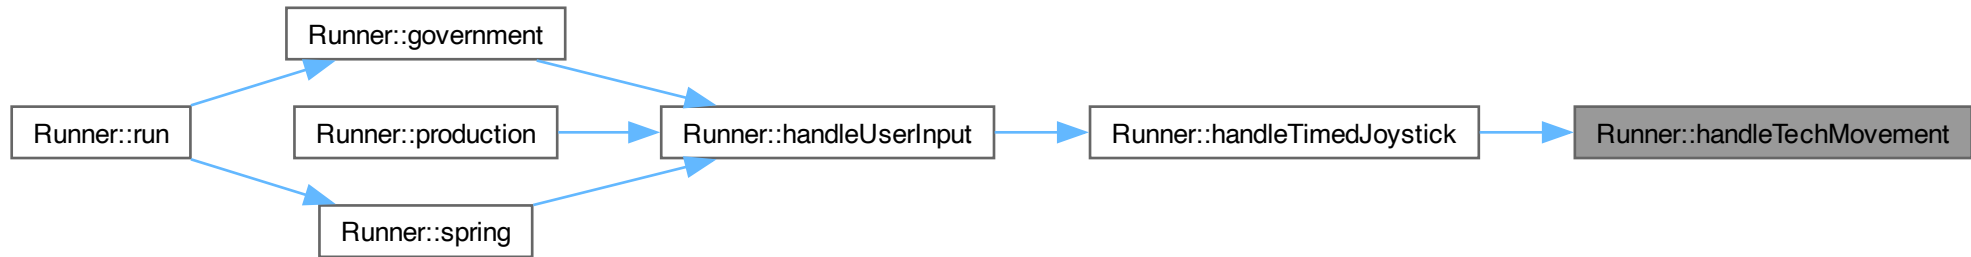 Runner::government
Runner::run
Runner::production
Runner::handleUserInput
Runner::handleTimedJoystick
Runner::handleTechMovement
Runner::spring